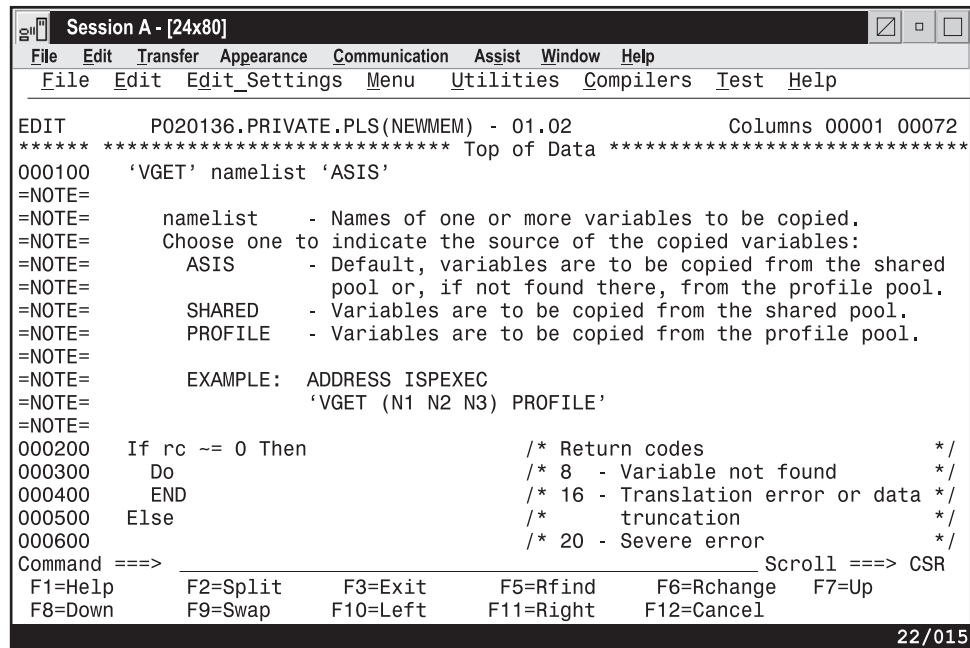 Session A - [24x80]
File Edit Transfer Appearance Communication Assist Window Help
File Edit Edit_Settings Menu Utilities Compilers Test Help
EDIT PO20136.PRIVATE.PLS(NEWMEM) - 01.02 Columns 00001 00072
****** **************************** Top of Data *****************************
000100 ‘VGET’ namelist ‘ASIS’
=NOTE=
=NOTE= namelist - Names of one or more variables to be copied.
=NOTE= Choose one to indicate the source of the copied variables:
=NOTE= ASIS - Default, variables are to be copied from the shared
=NOTE= pool or, if not found there, from the profile pool.
=NOTE= SHARED - Variables are to be copied from the shared pool.
=NOTE= PROFILE - Variables are to be copied from the profile pool.
=NOTE=
=NOTE= EXAMPLE: ADDRESS ISPEXEC
=NOTE= ‘VGET (N1 N2 N3) PROFILE’
=NOTE=
000200 If rc ~= 0 Then /* Return codes */
000300 Do /* 8 - Variable not found */
000400 END /* 16 - Translation error or data */
000500 Else /* truncation */
000600 /* 20 - Severe error */
Command ===> Scroll ===> CSR
F1=Help F2=Split F3=Exit F5=Rfind F6=Rchange F7=Up
F8=Down F9=Swap F10=Left F11=Right F12=Cancel
22/015